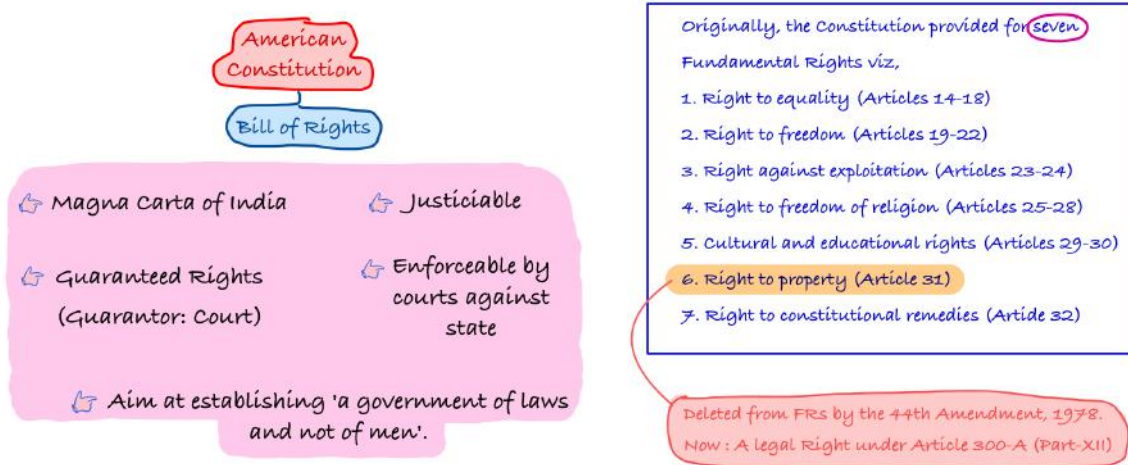 American
Constitution
Bill of Rights
Magna Carta of India
Justiciable
Guaranteed Rights
(Guarantor: Court)
Enforceable by
courts against
state
Aim at establishing 'a government of laws
and not of men'.
Originally, the Constitution provided for seven
Fundamental Rights viz,
1. Right to equality (Articles 14-18)
2. Right to freedom (Articles 19-22)
3. Right against exploitation (Articles 23-24)
4. Right to freedom of religion (Articles 25-28)
5. Cultural and educational rights (Articles 29-30)
6. Right to property (Article 31)
7. Right to constitutional remedies (Artide 32)
Deleted from FRs by the 44th Amendment, 1978.
Now : A legal Right under Article 300-A (Part-XII)